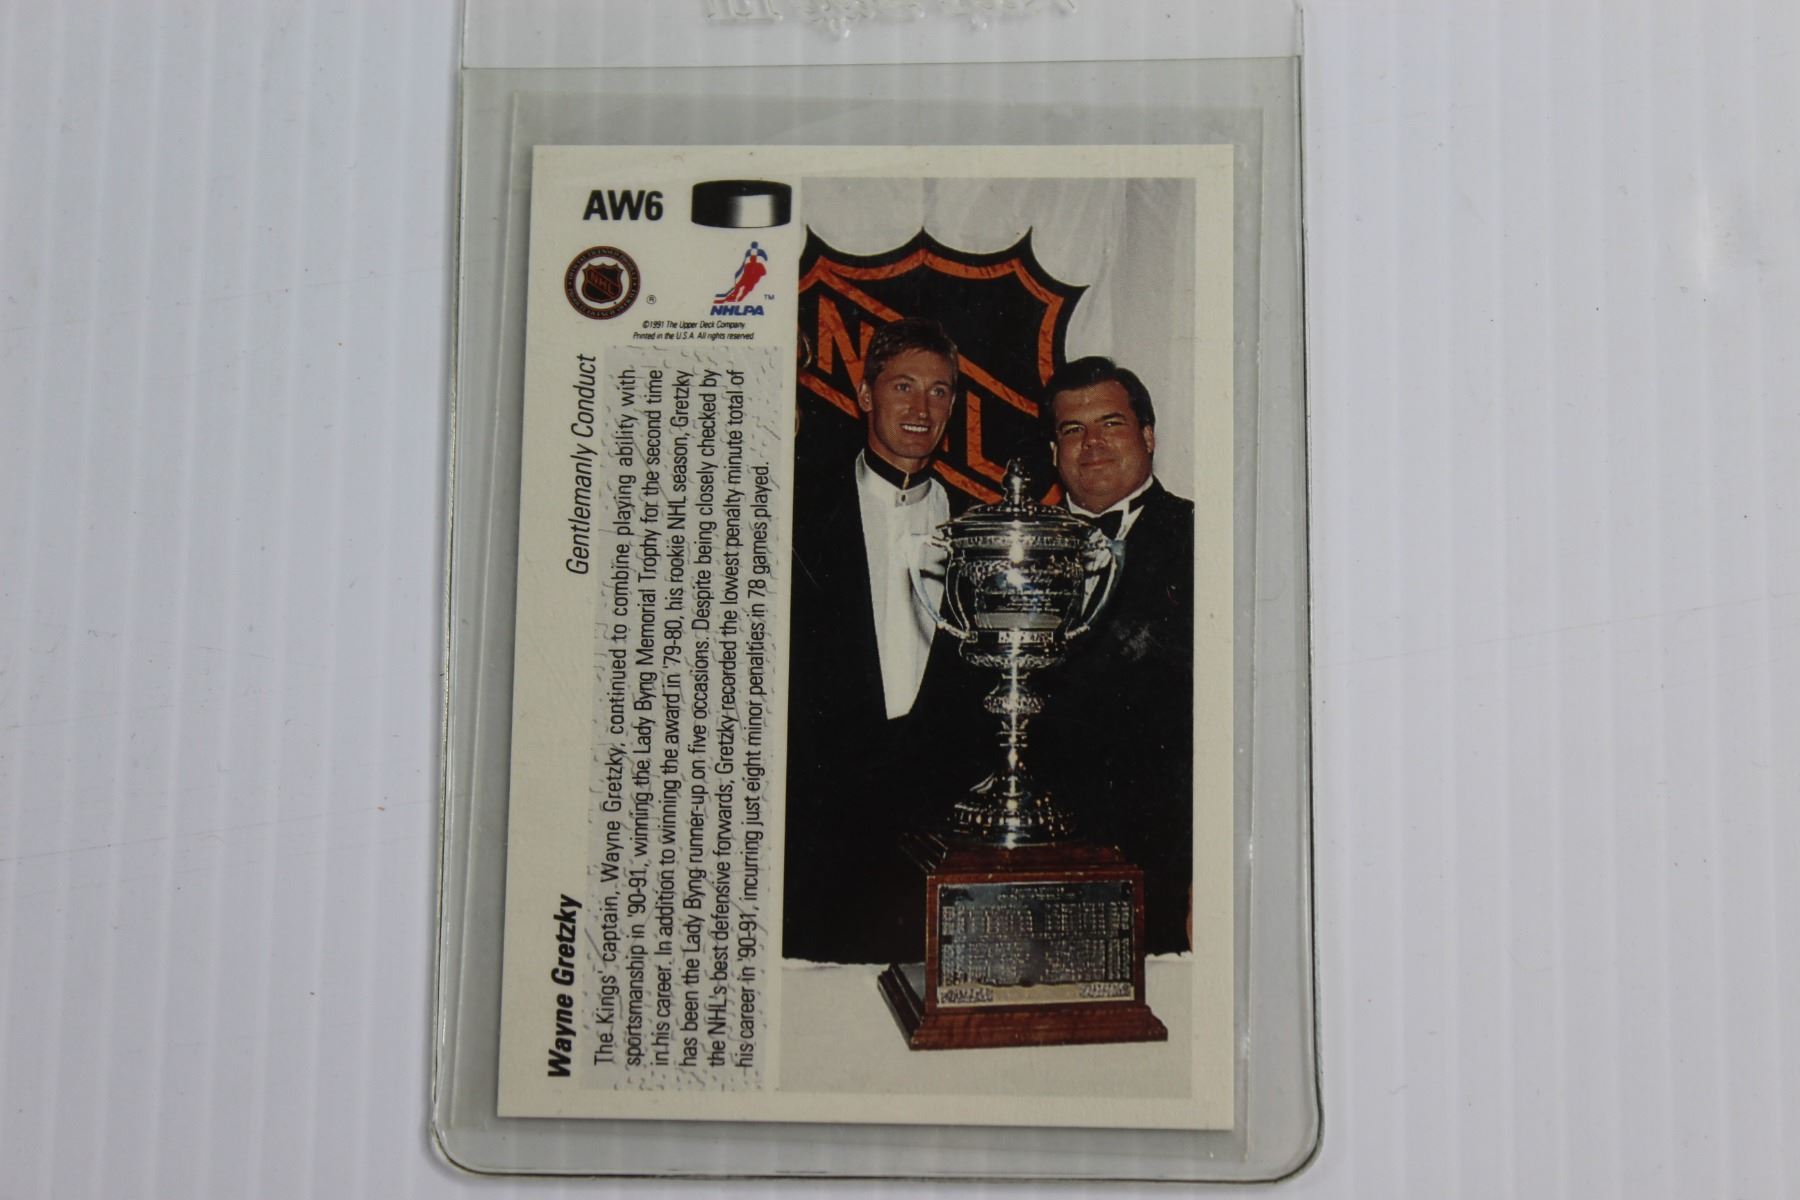 AW6
NHL
®
NHLPA
™
©1991 The Upper Deck Company.
Printed in the U.S.A. All rights reserved.
Wayne Gretzky
Gentlemanly Conduct
The Kings' captain, Wayne Gretzky, continued to combine playing ability with
sportsmanship in '90-91, winning the Lady Byng Memorial Trophy for the second time
in his career. In addition to winning the award in '79-80, his rookie NHL season, Gretzky
has been the Lady Byng runner-up on five occasions. Despite being closely checked by
the NHL's best defensive forwards, Gretzky recorded the lowest penalty minute total of
his career in '90-91, incurring just eight minor penalties in 78 games played.
NHL